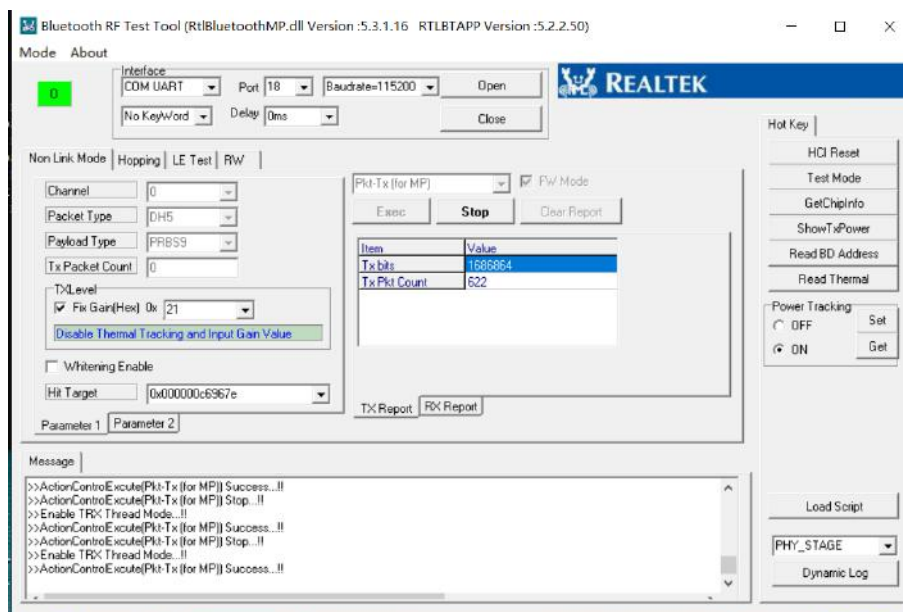 Bluetooth RF Test Tool (RtlBluetoothMP.dll Version :5.3.1.16 RTLBTAPP Version :5.2.2.50)
Mode About
0
Interface
COM UART Port 18 Baudrate=115200 Open
No KeyWord Delay 0ms Close
REALTEK
Hot Key
HCI Reset
Test Mode
GetChipInfo
ShowTxPower
Read BD Address
Read Thermal
Power Tracking
OFF Set
ON Get
Non Link Mode Hopping LE Test RW
Channel 0
Packet Type DH5
Payload Type PRBS9
Tx Packet Count 0
TXLevel
Fix Gain(Hex) 0x 21
Disable Thermal Tracking and Input Gain Value
Whitening Enable
Hit Target 0x000000c6967e
Parameter 1 Parameter 2
Pkt-Tx (for MP) FW Mode
Exec Stop Clear Report
Item Value
Tx bits 1686864
Tx Pkt Count 622
TX Report RX Report
Message
>>ActionControExcute(Pkt-Tx (for MP)) Success...!!
>>ActionControExcute(Pkt-Tx (for MP)) Stop...!!
>>Enable TRX Thread Mode...!!
>>ActionControExcute(Pkt-Tx (for MP)) Success...!!
>>ActionControExcute(Pkt-Tx (for MP)) Stop...!!
>>Enable TRX Thread Mode...!!
>>ActionControExcute(Pkt-Tx (for MP)) Success...!!
Load Script
PHY_STAGE
Dynamic Log